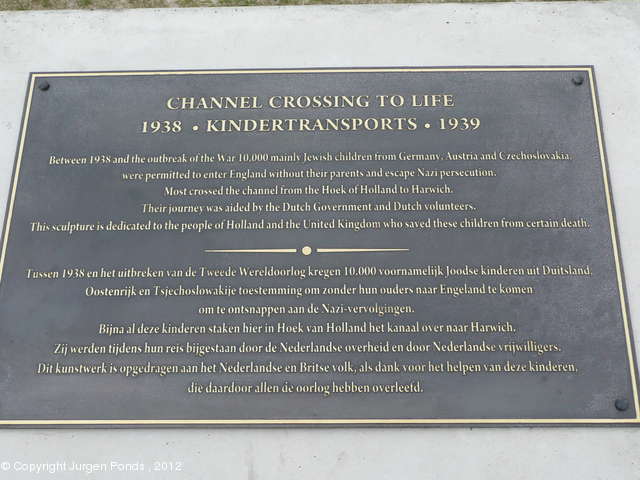 CHANNEL CROSSING TO LIFE
1938 • KINDERTRANSPORTS • 1939
Between 1938 and the outbreak of the War 10,000 mainly Jewish children from Germany, Austria and Czechoslovakia,
were permitted to enter England without their parents and escape Nazi persecution.
Most crossed the channel from the Hoek of Holland to Harwich.
Their journey was aided by the Dutch Government and Dutch volunteers.
This sculpture is dedicated to the people of Holland and the United Kingdom who saved these children from certain death.
Tussen 1938 en het uitbreken van de Tweede Wereldoorlog kregen 10.000 voornamelijk Joodse kinderen uit Duitsland,
Oostenrijk en Tsjechoslowakije toestemming om zonder hun ouders naar Engeland te komen
om te ontsnappen aan de Nazi-vervolgingen.
Bijna al deze kinderen staken hier in Hoek van Holland het kanaal over naar Harwich.
Zij werden tijdens hun reis bijgestaan door de Nederlandse overheid en door Nederlandse vrijwilligers.
Dit kunstwerk is opgedragen aan het Nederlandse en Britse volk, als dank voor het helpen van deze kinderen,
die daardoor allen de oorlog hebben overleefd.
© Copyright Jurgen Ponds , 2012